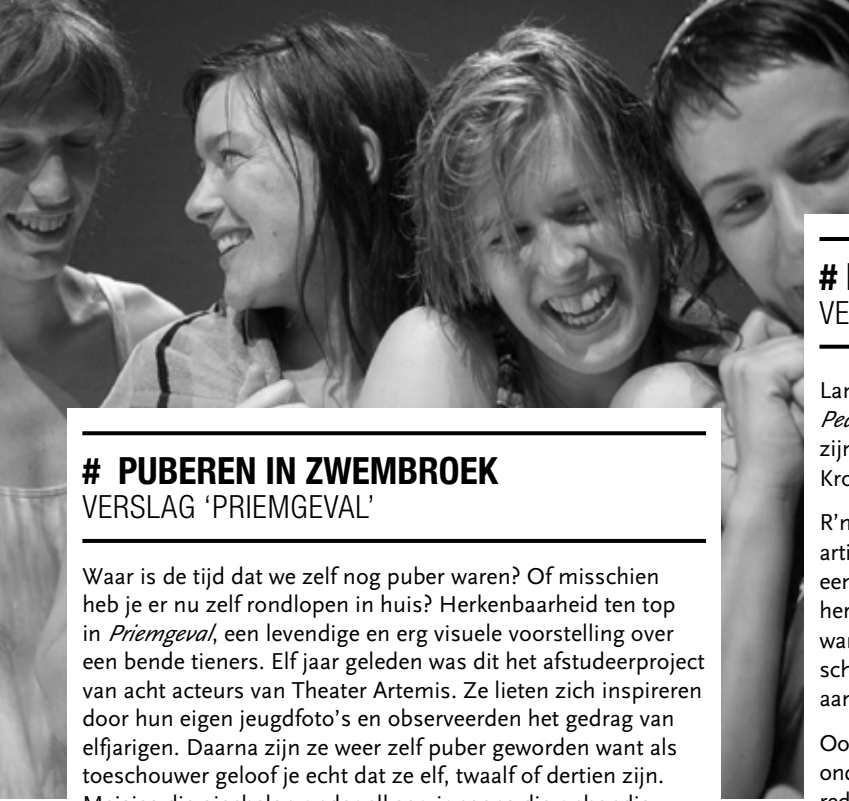 # PUBEREN IN ZWEMBROEK
VERSLAG ‘PRIEMGEVAL’
Waar is de tijd dat we zelf nog puber waren? Of misschien
heb je er nu zelf rondlopen in huis? Herkenbaarheid ten top
in Priemgeval, een levendige en erg visuele voorstelling over
een bende tieners. Elf jaar geleden was dit het afstudeerproject
van acht acteurs van Theater Artemis. Ze lieten zich inspireren
door hun eigen jeugdfoto’s en observeerden het gedrag van
elfjarigen. Daarna zijn ze weer zelf puber geworden want als
toeschouwer geloof je echt dat ze elf, twaalf of dertien zijn.
#
VE
Lar
zijn
Kro
R’n
arti
een
her
war
sch
aan
Oo
ond